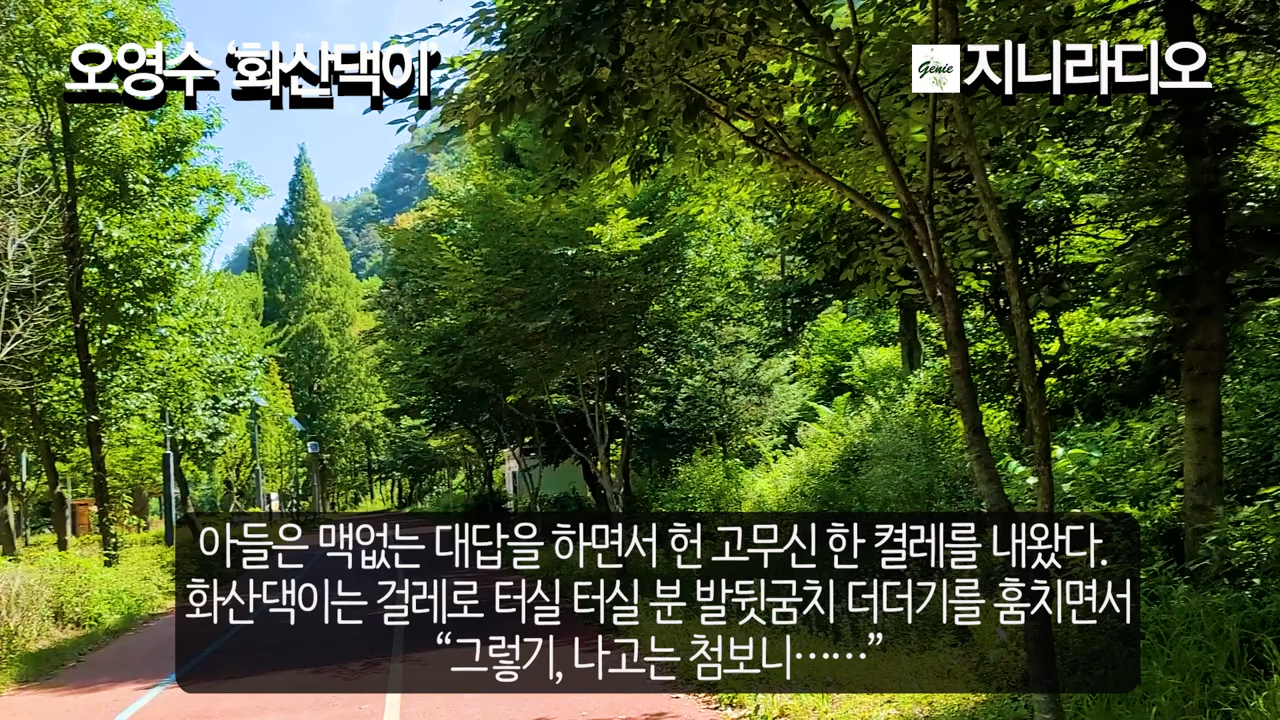 오영수 ‘화산댁이’
Genie 지니라디오
아들은 맥없는 대답을 하면서 헌 고무신 한 켤레를 내왔다.
화산댁이는 걸레로 터실 터실 분 발뒷굼치 더더기를 훔치면서
“그렇기, 나고는 첨보니……”